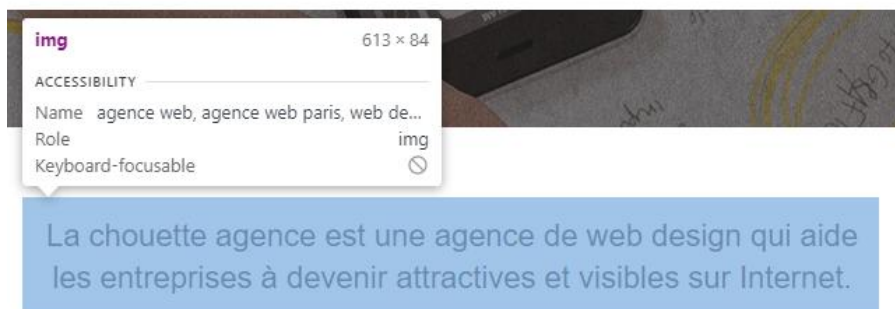 img 613 × 84
ACCESSIBILITY
Name agence web, agence web paris, web de...
Role img
Keyboard-focusable
La chouette agence est une agence de web design qui aide
les entreprises à devenir attractives et visibles sur Internet.